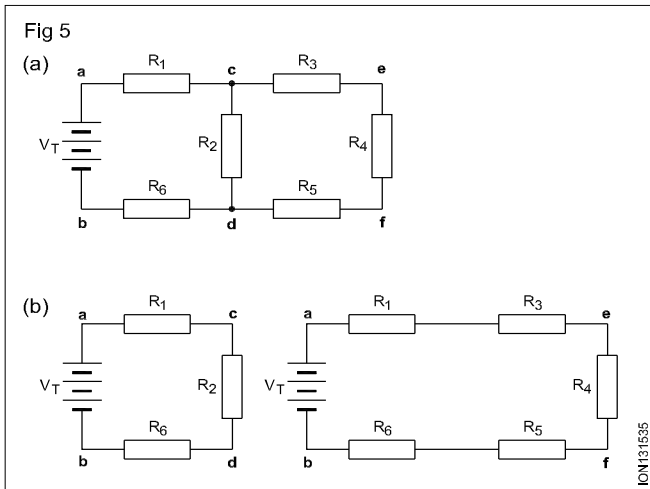 Fig 5
(a)
a R1 c R3 e
VT R2 R4
R6 R5
b d f
(b)
a R1 c a R1 R3 e
VT R2 VT R4
R6 R6 R5
b d b f
ION131535